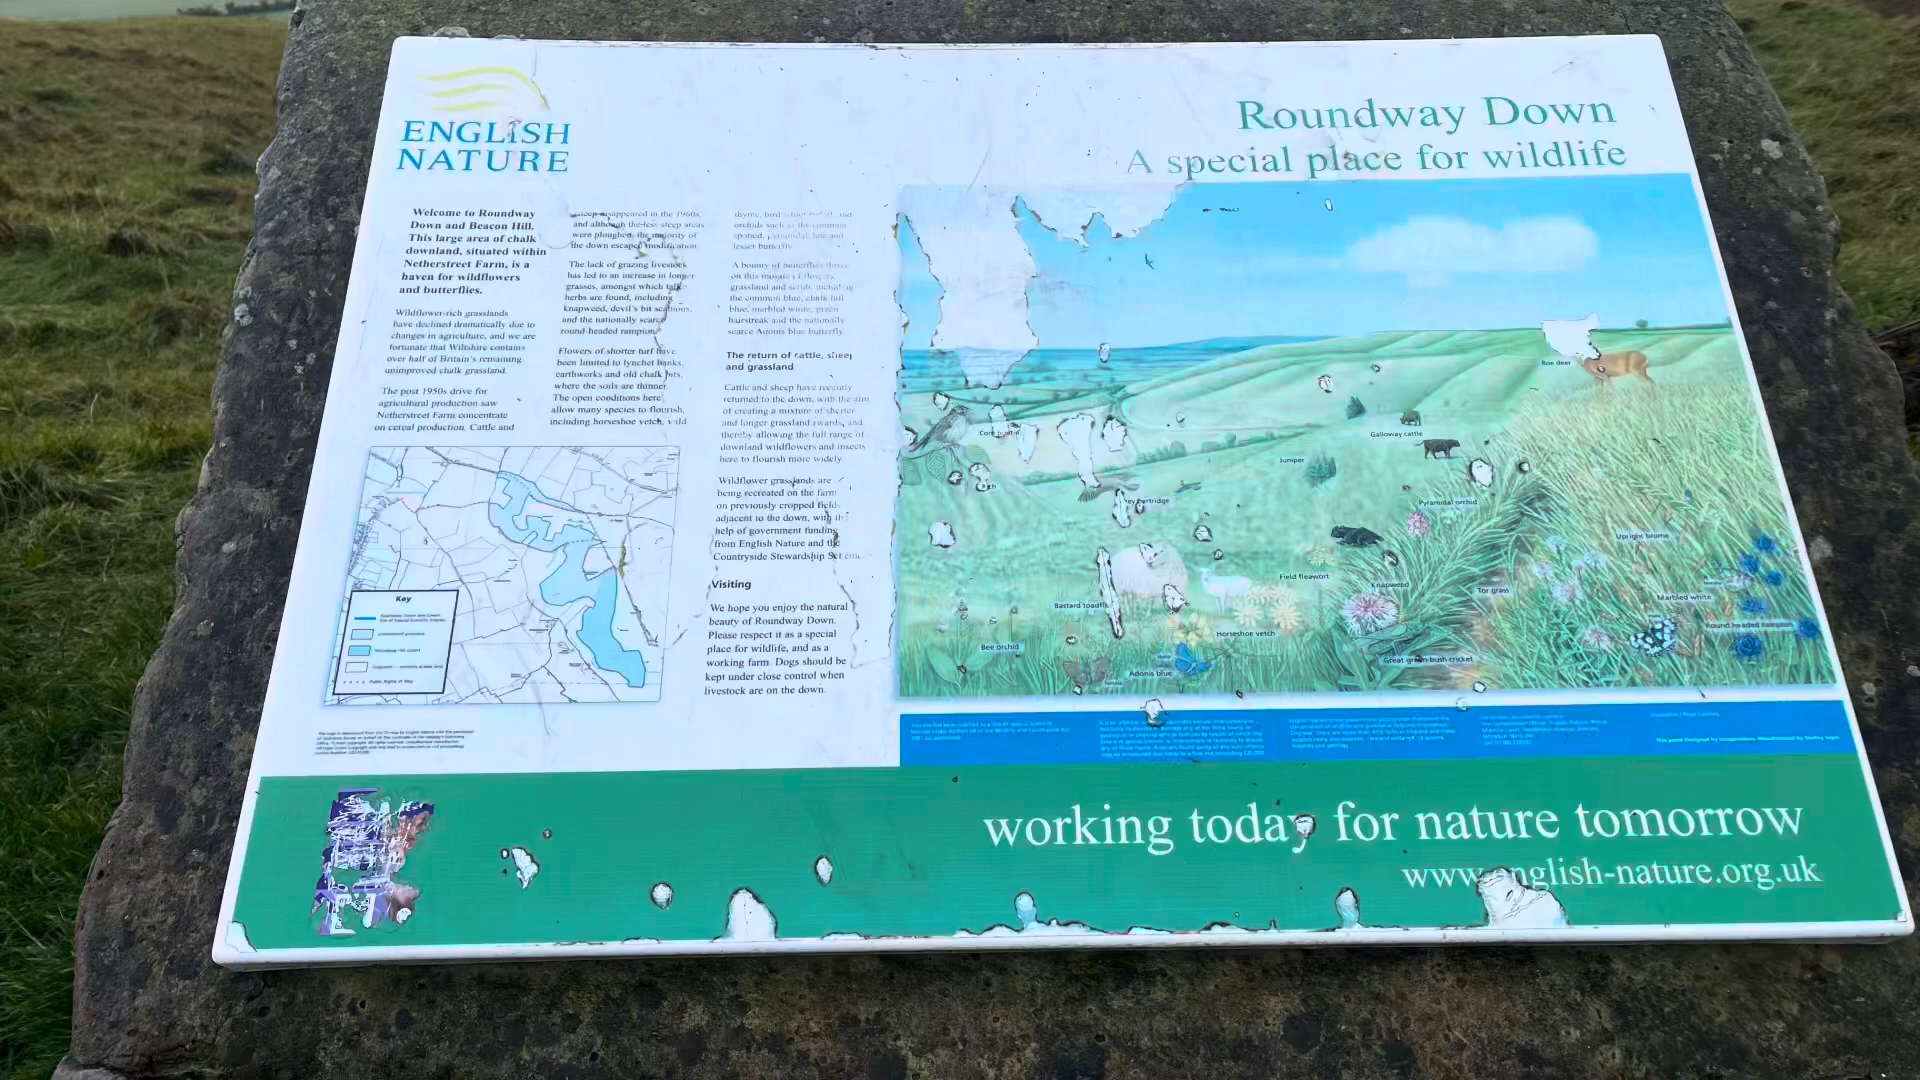 ENGLISH
NATURE
Roundway Down
A special place for wildlife
Welcome to Roundway
Down and Beacon Hill.
This large area of chalk
downland, situated within
Netherstreet Farm, is a
haven for wildflowers
and butterflies.
Wildflower-rich grasslands
have declined dramatically due to
changes in agriculture, and we are
fortunate that Wiltshire contains
over half of Britain's remaining
unimproved chalk grassland.
The post 1950s drive for
agricultural production saw
Netherstreet Farm concentrate
on cereal production. Cattle and
sheep disappeared in the 1960s,
and although the less steep areas
were ploughed, the majority of
the down escaped modification.
The lack of grazing livestock
has led to an increase in longer
grasses, amongst which tall
herbs are found, including
knapweed, devil's bit scabious,
and the nationally scarce
round-headed rampion.
Flowers of shorter turf have
been limited to lynchet banks,
earthworks and old chalk pits,
where the soils are thinner.
The open conditions here
allow many species to flourish,
including horseshoe vetch, wild
thyme, bird's foot trefoil, and
orchids such as the common
spotted, pyramidal, bee and
lesser butterfly.
A bounty of butterflies thrive
on this mosaic of flowers,
grassland and scrub, including
the common blue, chalk hill
blue, marbled white, green
hairstreak and the nationally
scarce Adonis blue butterfly.
The return of cattle, sheep
and grassland
Cattle and sheep have recently
returned to the down, with the aim
of creating a mixture of shorter
and longer grassland swards, and
thereby allowing the full range of
downland wildflowers and insects
here to flourish more widely.
Wildflower grasslands are
being recreated on the farm
on previously cropped fields
adjacent to the down, with the
help of government funding
from English Nature and the
Countryside Stewardship
Visiting
We hope you enjoy the natural
beauty of Roundway Down.
Please respect it as a special
place for wildlife, and as a
working farm. Dogs should be
kept under close control when
livestock are on the down.
Key
Public Rights of Way
Roe deer
Corn bunting
Galloway cattle
Juniper
partridge
Pyramidal orchid
Upright brome
Field fleawort
Knapweed
Tor grass
Marbled white
Bastard toadflax
Round headed rampion
Horseshoe vetch
Bee orchid
Great green bush cricket
Adonis blue
working today for nature tomorrow
www.english-nature.org.uk